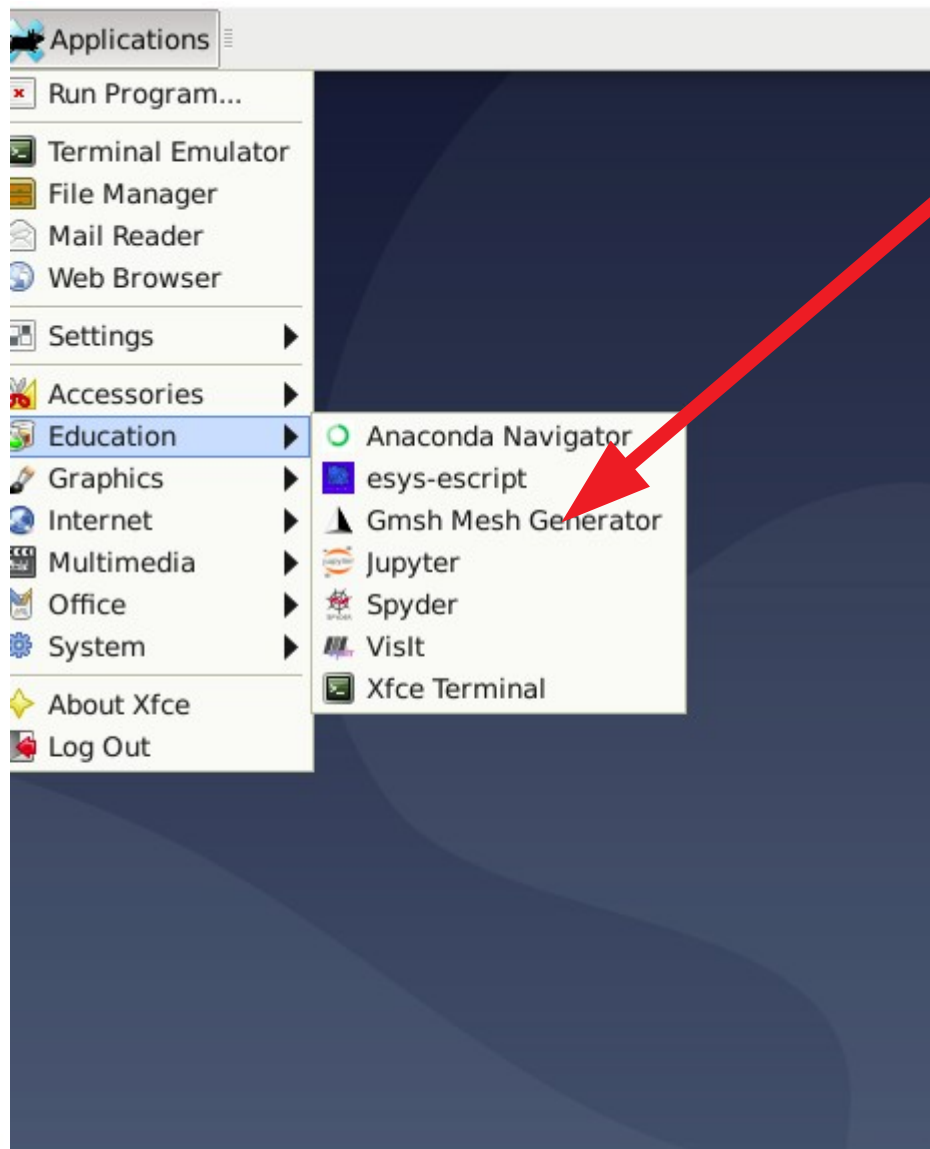 Applications
Run Program...
Terminal Emulator
File Manager
Mail Reader
Web Browser
Settings
Accessories
Education
Graphics
Internet
Multimedia
Office
System
About Xfce
Log Out
Anaconda Navigator
esys-escript
Gmsh Mesh Generator
Jupyter
Spyder
VisIt
Xfce Terminal